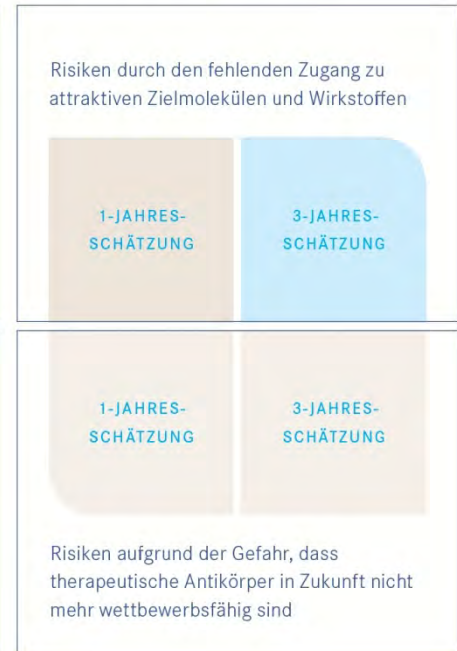 Risiken durch den fehlenden Zugang zu
attraktiven Zielmolekülen und Wirkstoffen
1-JAHRES-
SCHÄTZUNG
3-JAHRES-
SCHÄTZUNG
1-JAHRES-
SCHÄTZUNG
3-JAHRES-
SCHÄTZUNG
Risiken aufgrund der Gefahr, dass
therapeutische Antikörper in Zukunft nicht
mehr wettbewerbsfähig sind